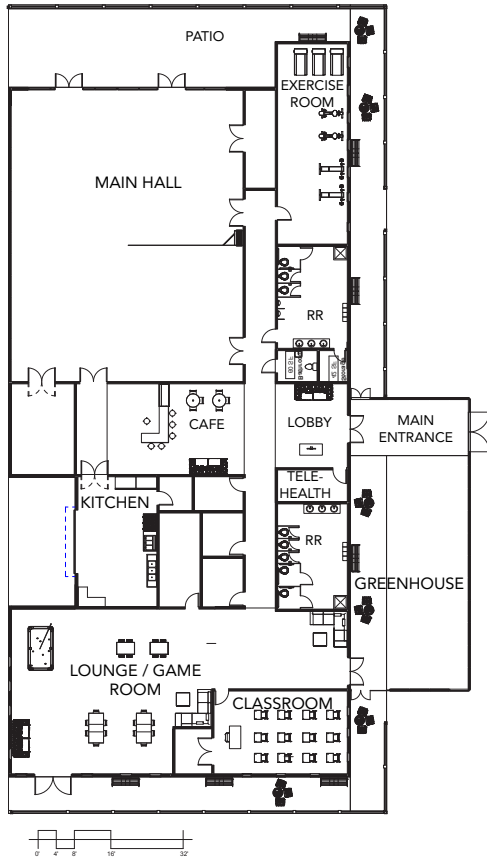 PATIO
EXERCISE
ROOM
MAIN HALL
RR
LOBBY
MAIN
ENTRANCE
CAFE
TELE-
HEALTH
KITCHEN
RR
GREENHOUSE
LOUNGE / GAME
ROOM
CLASSROOM
0' 4' 8' 16' 32'